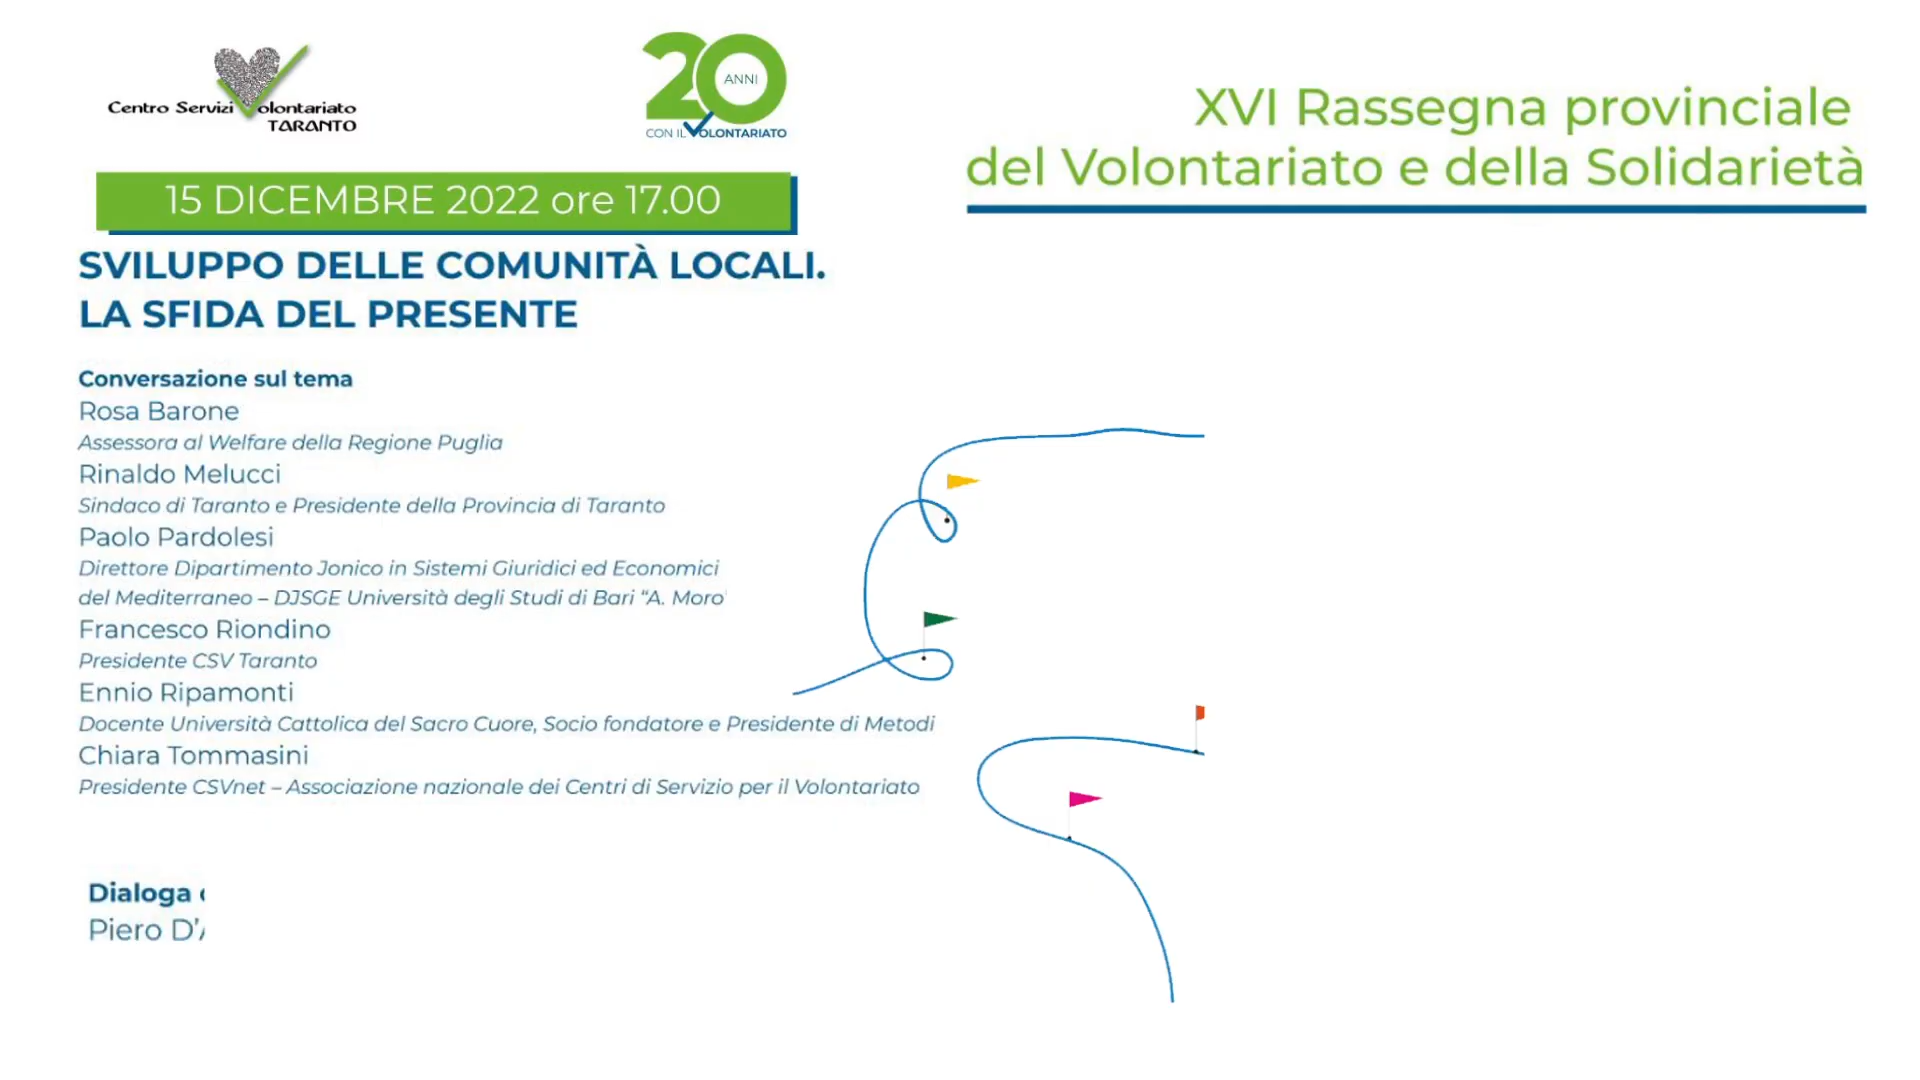 Centro Servizi Volontariato
TARANTO
20
ANNI
CON IL VOLONTARIATO
XVI Rassegna provinciale
del Volontariato e della Solidarietà
15 DICEMBRE 2022 ore 17.00
SVILUPPO DELLE COMUNITÀ LOCALI.
LA SFIDA DEL PRESENTE
Conversazione sul tema
Rosa Barone
Assessora al Welfare della Regione Puglia
Rinaldo Melucci
Sindaco di Taranto e Presidente della Provincia di Taranto
Paolo Pardolesi
Direttore Dipartimento Jonico in Sistemi Giuridici ed Economici
del Mediterraneo – DJSGE Università degli Studi di Bari “A. Moro
Francesco Riondino
Presidente CSV Taranto
Ennio Ripamonti
Docente Università Cattolica del Sacro Cuore, Socio fondatore e Presidente di Metodi
Chiara Tommasini
Presidente CSVnet – Associazione nazionale dei Centri di Servizio per il Volontariato
Dialoga
Piero